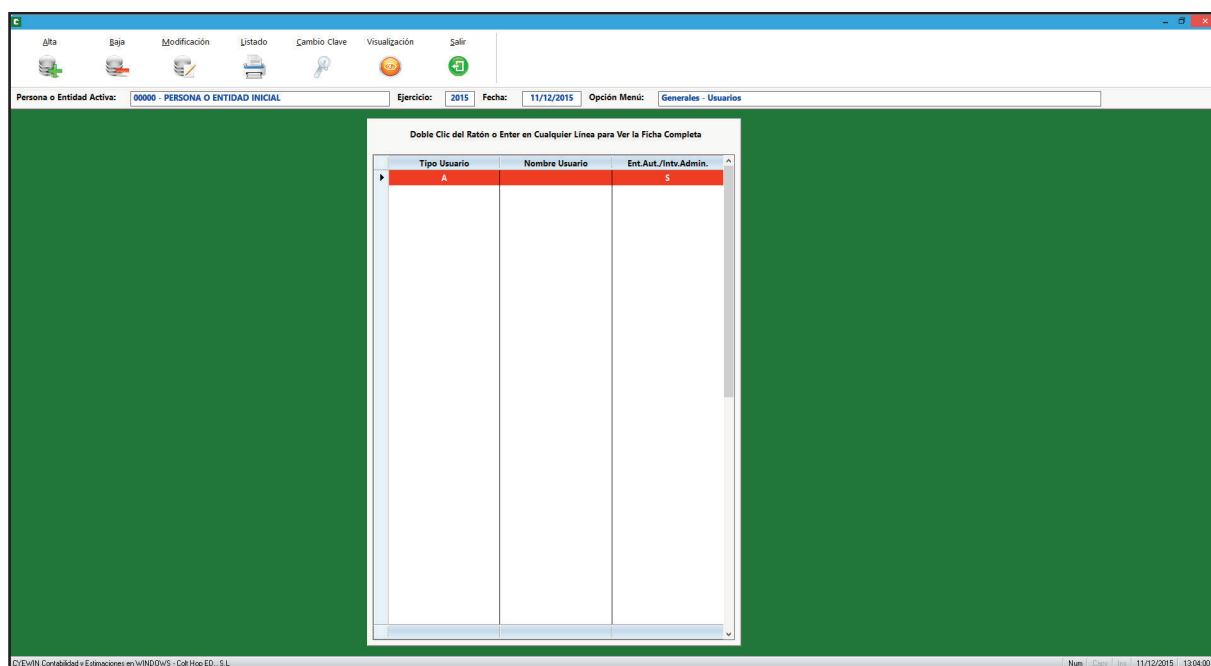 Alta Baja Modificación Listado Cambio Clave Visualización Salir
Persona o Entidad Activa: 00000 - PERSONA O ENTIDAD INICIAL Ejercicio: 2015 Fecha: 11/12/2015 Opción Menú: Generales - Usuarios
Doble Clic del Ratón o Enter en Cualquier Línea para Ver la Ficha Completa
Tipo Usuario Nombre Usuario Ent.Aut./Intv.Admin.
A S
CYEWIN Contabilidad y Estimaciones en WINDOWS - Colt Hop ED., S.L. Num Caps Ins 11/12/2015 13:04:00